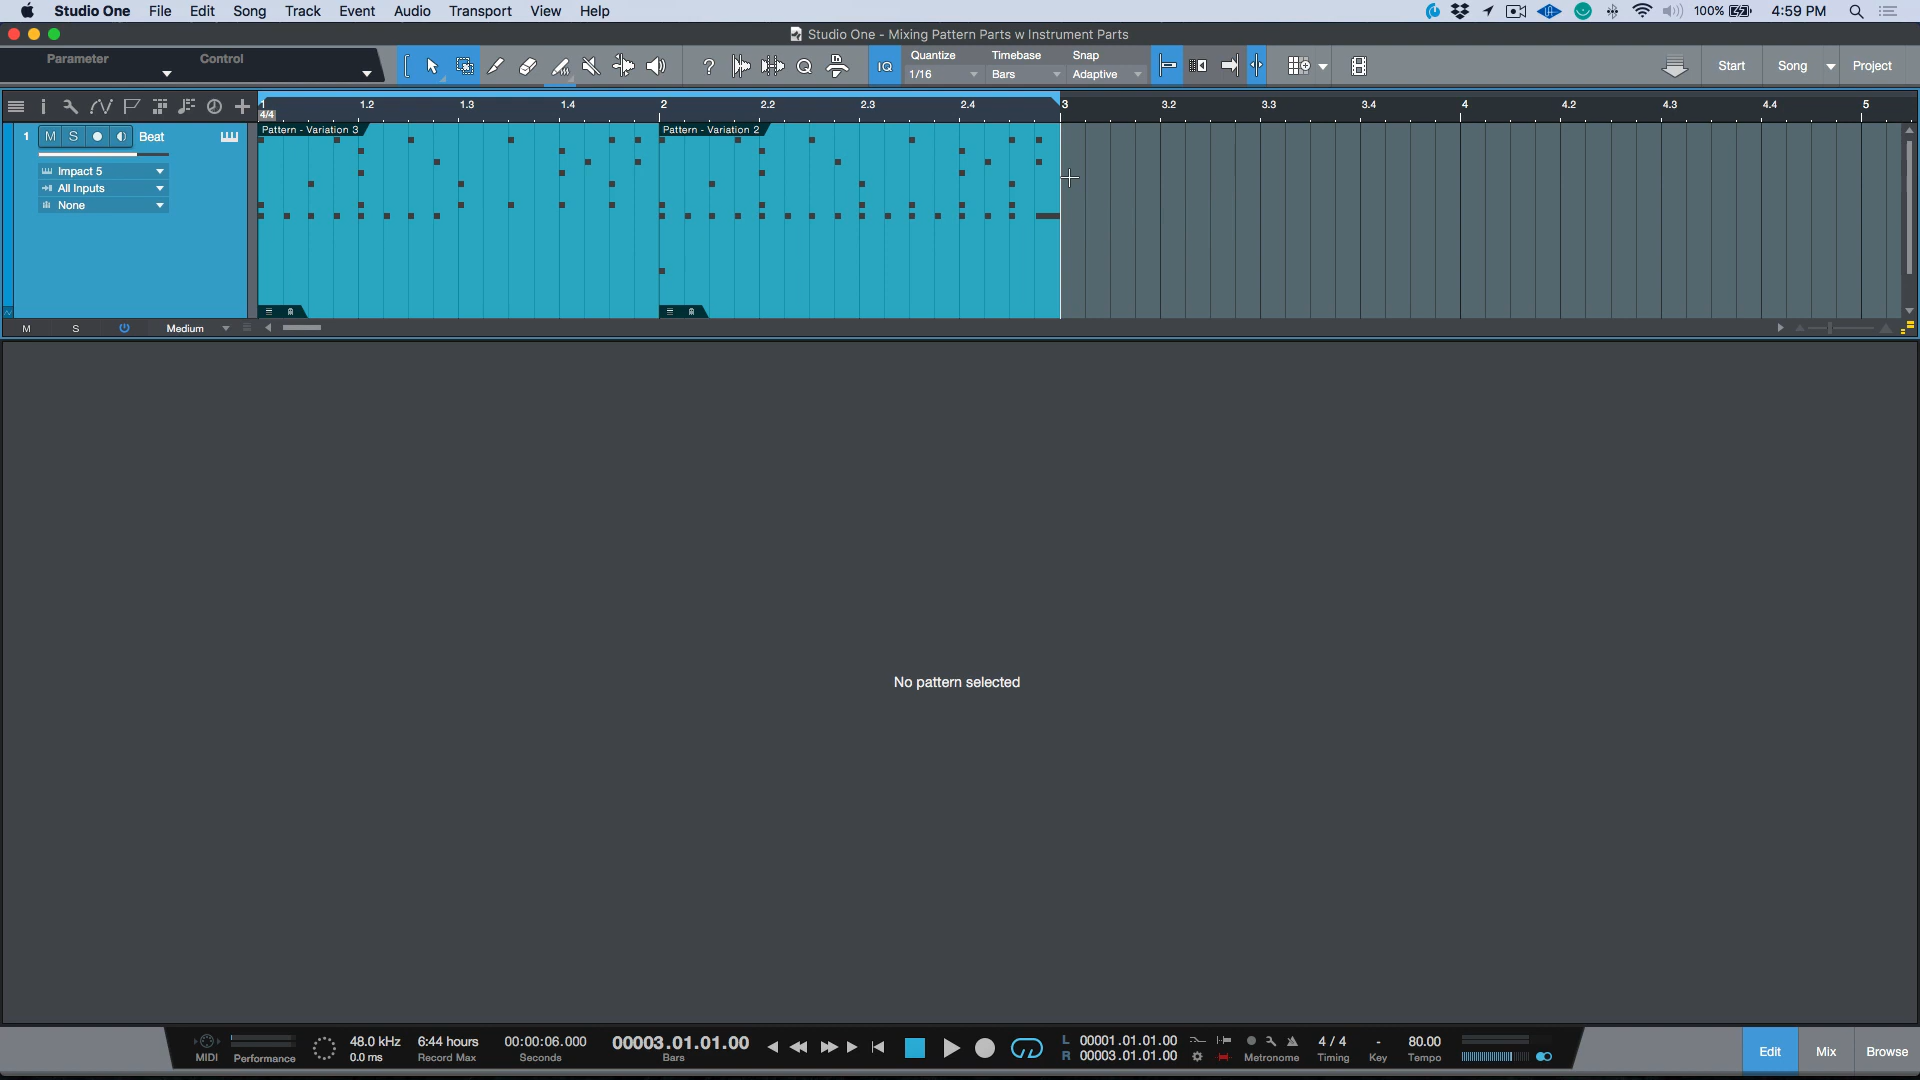 Studio One File Edit Song Track Event Audio Transport View Help 100% 4:59 PM
Studio One - Mixing Pattern Parts w Instrument Parts
Parameter Control
? Q IQ
Quantize Timebase Snap
1/16 Bars Adaptive
Start Song Project
1 1.2 1.3 1.4 2 2.2 2.3 2.4 3 3.2 3.3 3.4 4 4.2 4.3 4.4 5
4/4
Pattern - Variation 3 Pattern - Variation 2
1 M S Beat
Impact 5
All Inputs
None
M S Medium
No pattern selected
MIDI Performance
48.0 kHz
0.0 ms
6:44 hours
Record Max
00:00:06.000
Seconds
00003.01.01.00
Bars
L 00001.01.01.00
R 00003.01.01.00
Metronome
4 / 4
Timing
-
Key
80.00
Tempo
Edit Mix Browse